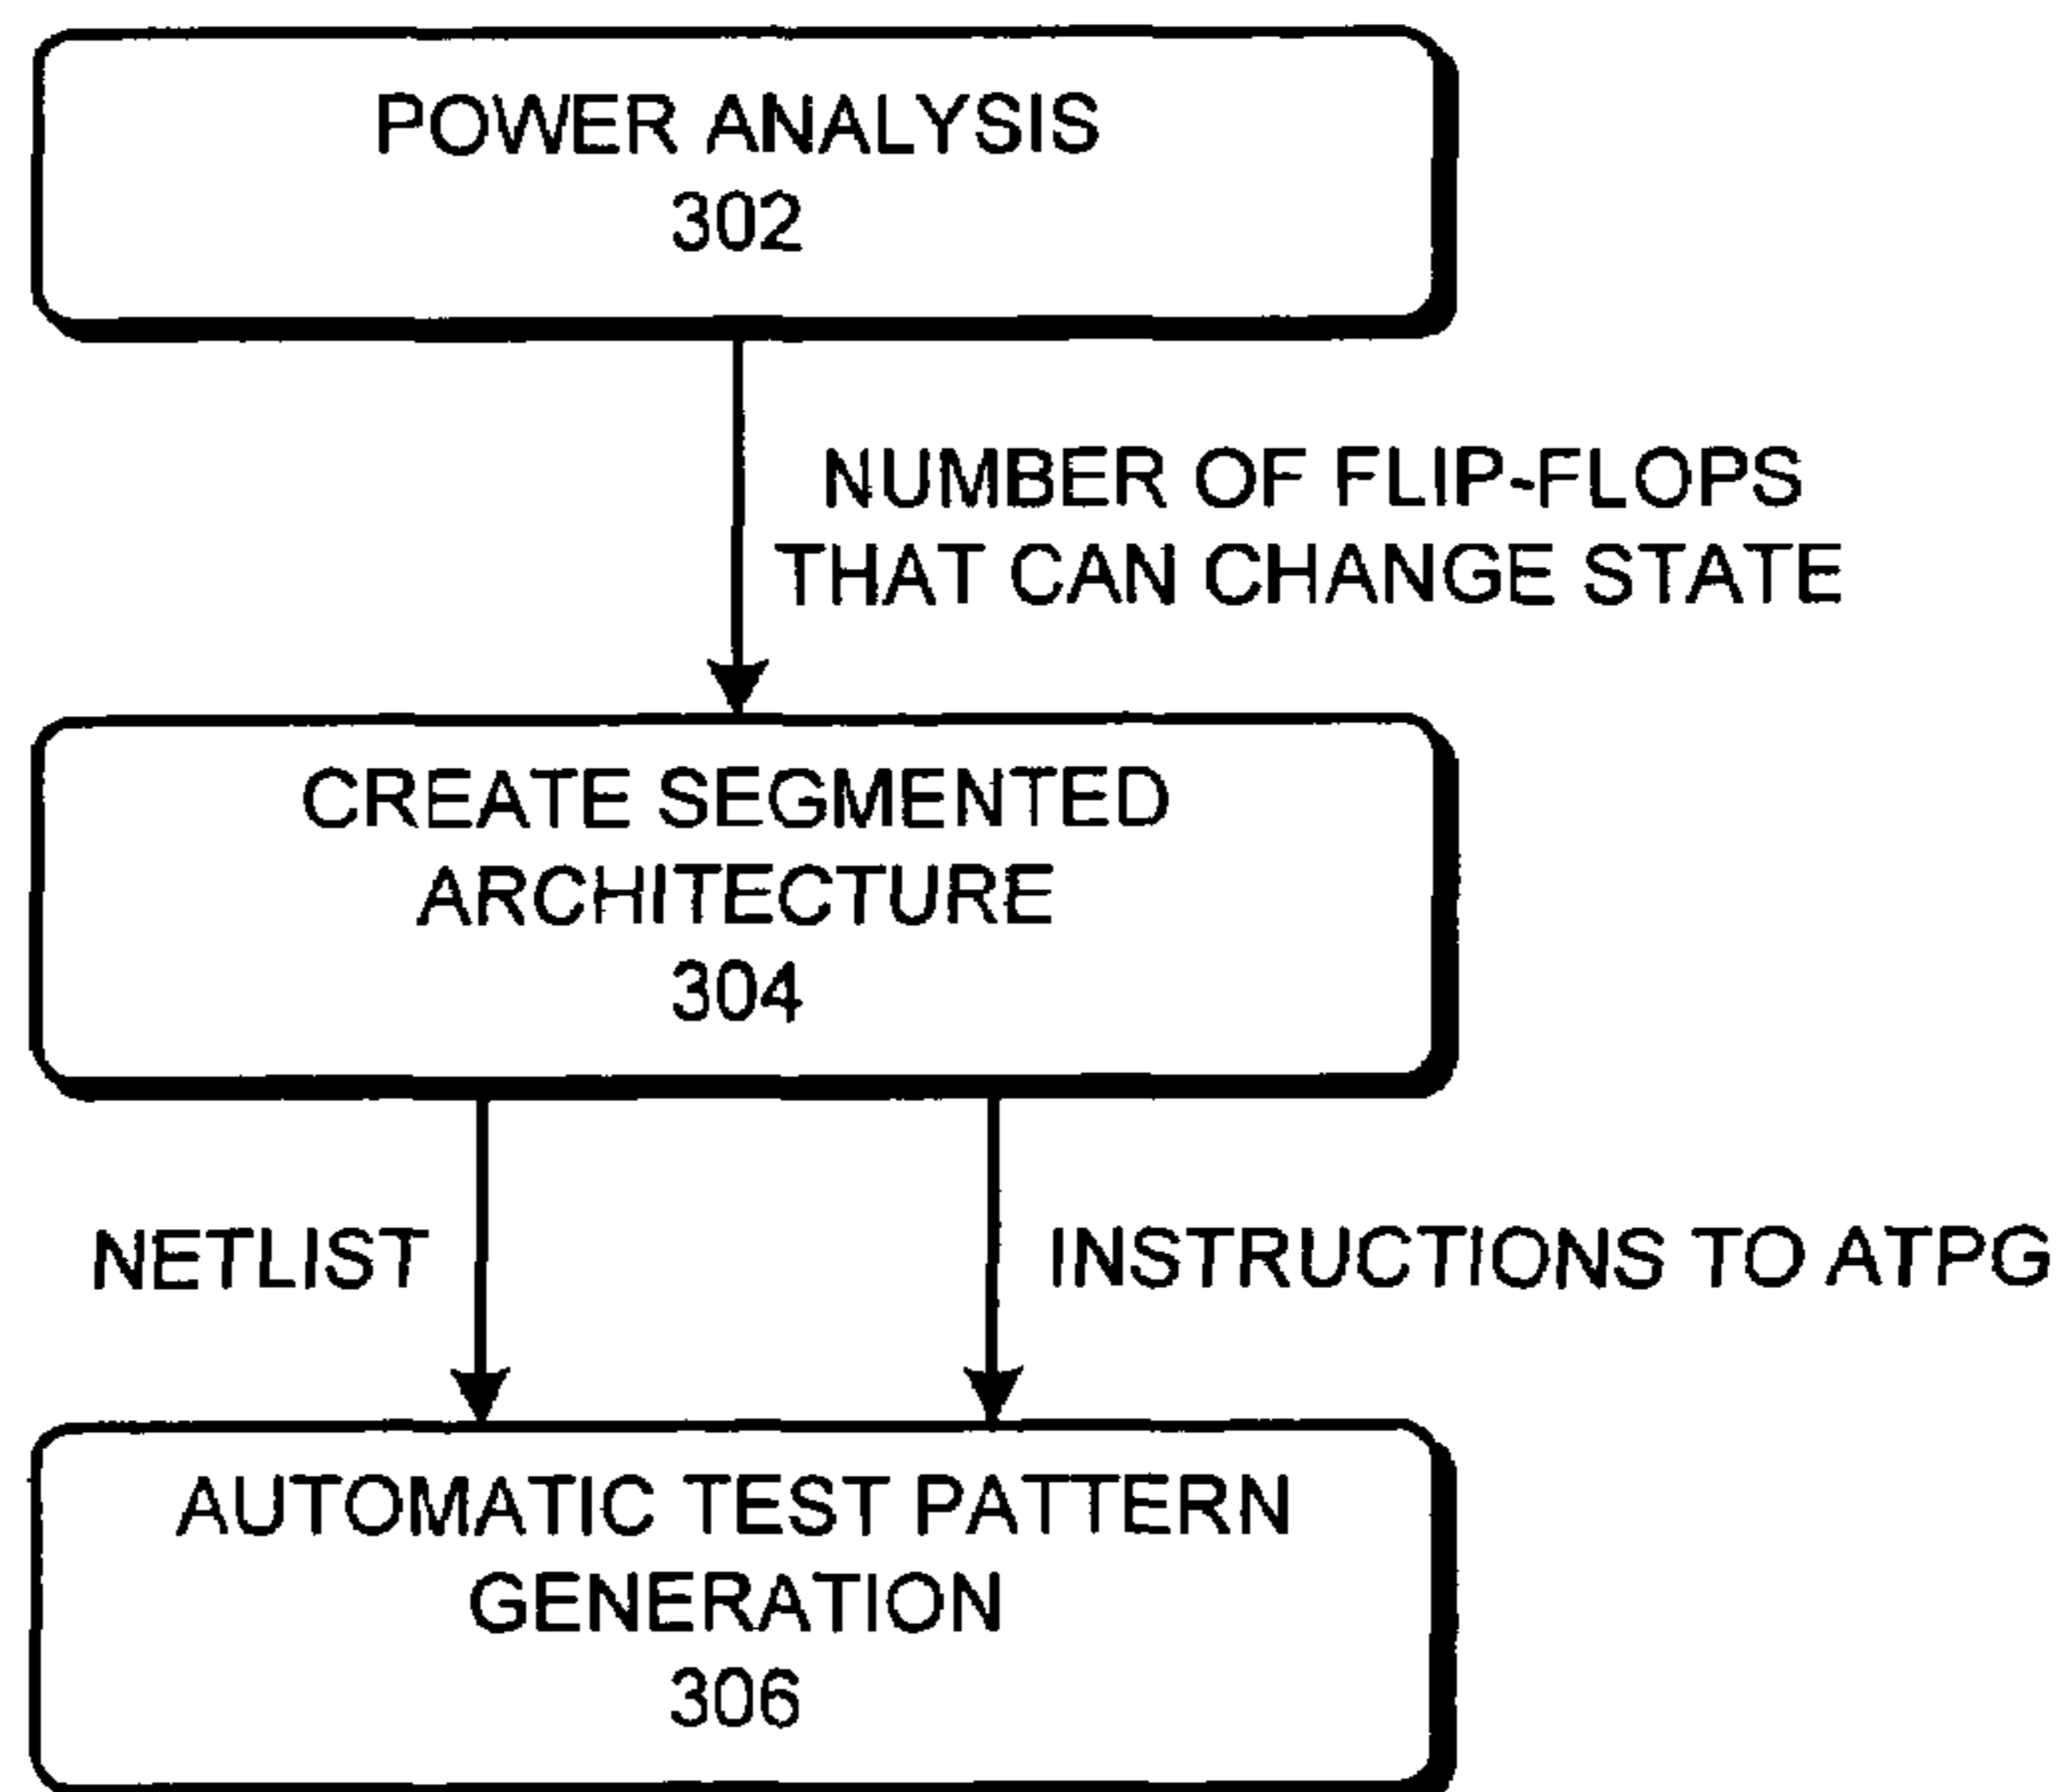 POWER ANALYSIS
302
NUMBER OF FLIP-FLOPS
THAT CAN CHANGE STATE
CREATE SEGMENTED
ARCHITECTURE
304
NETLIST
INSTRUCTIONS TO ATPG
AUTOMATIC TEST PATTERN
GENERATION
306